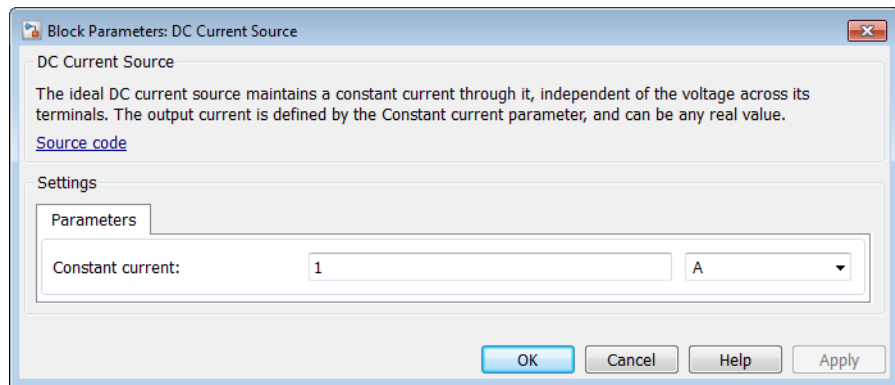 Block Parameters: DC Current Source
DC Current Source
The ideal DC current source maintains a constant current through it, independent of the voltage across its
terminals. The output current is defined by the Constant current parameter, and can be any real value.
Source code
Settings
Parameters
Constant current: 1 A
OK Cancel Help Apply